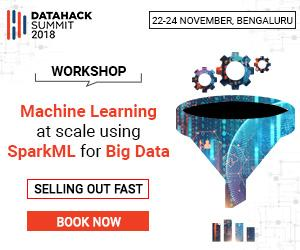 DATAHACK
SUMMIT
2018
22-24 NOVEMBER, BENGALURU
WORKSHOP
Machine Learning
at scale using
SparkML for Big Data
SELLING OUT FAST
BOOK NOW